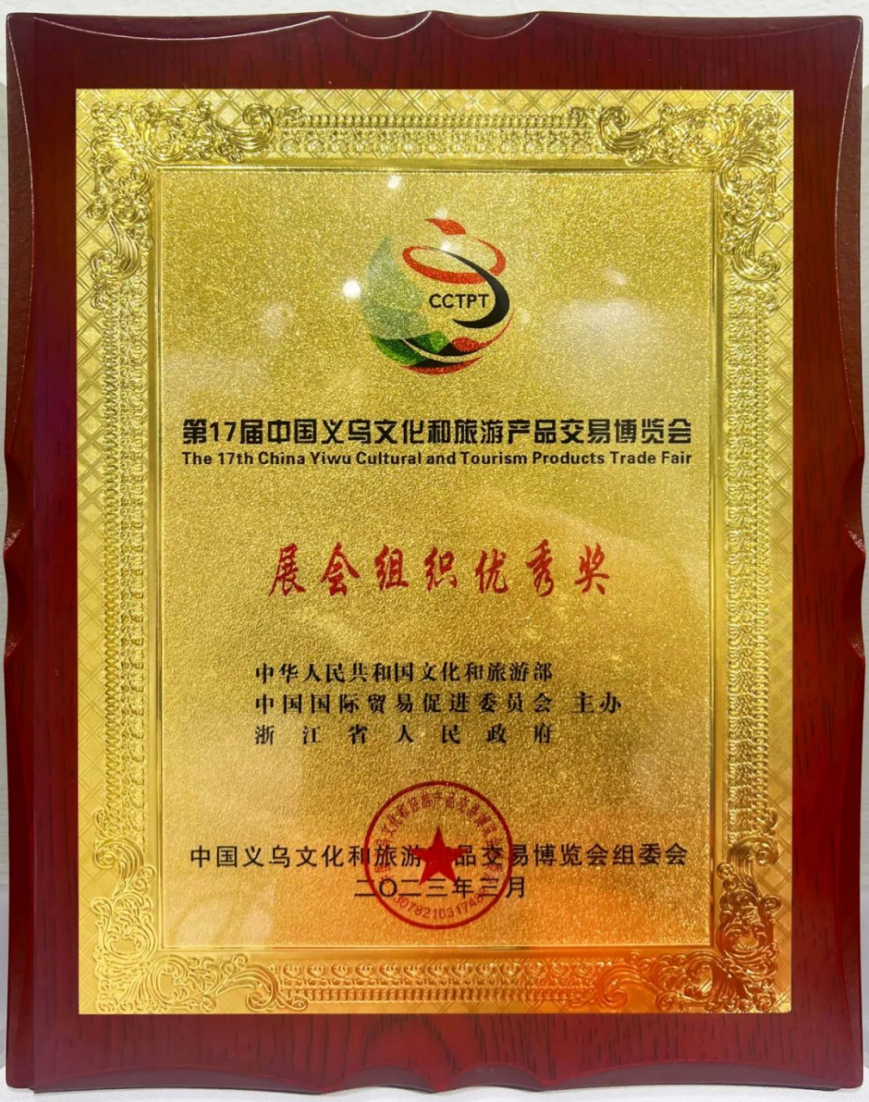 CCTPT
第17届中国义乌文化和旅游产品交易博览会
The 17th China Yiwu Cultural and Tourism Products Trade Fair
展会组织优秀奖
中华人民共和国文化和旅游部
中国国际贸易促进委员会 主办
浙江省人民政府
中国义乌文化和旅游产品交易博览会组委会
二〇二三年三月